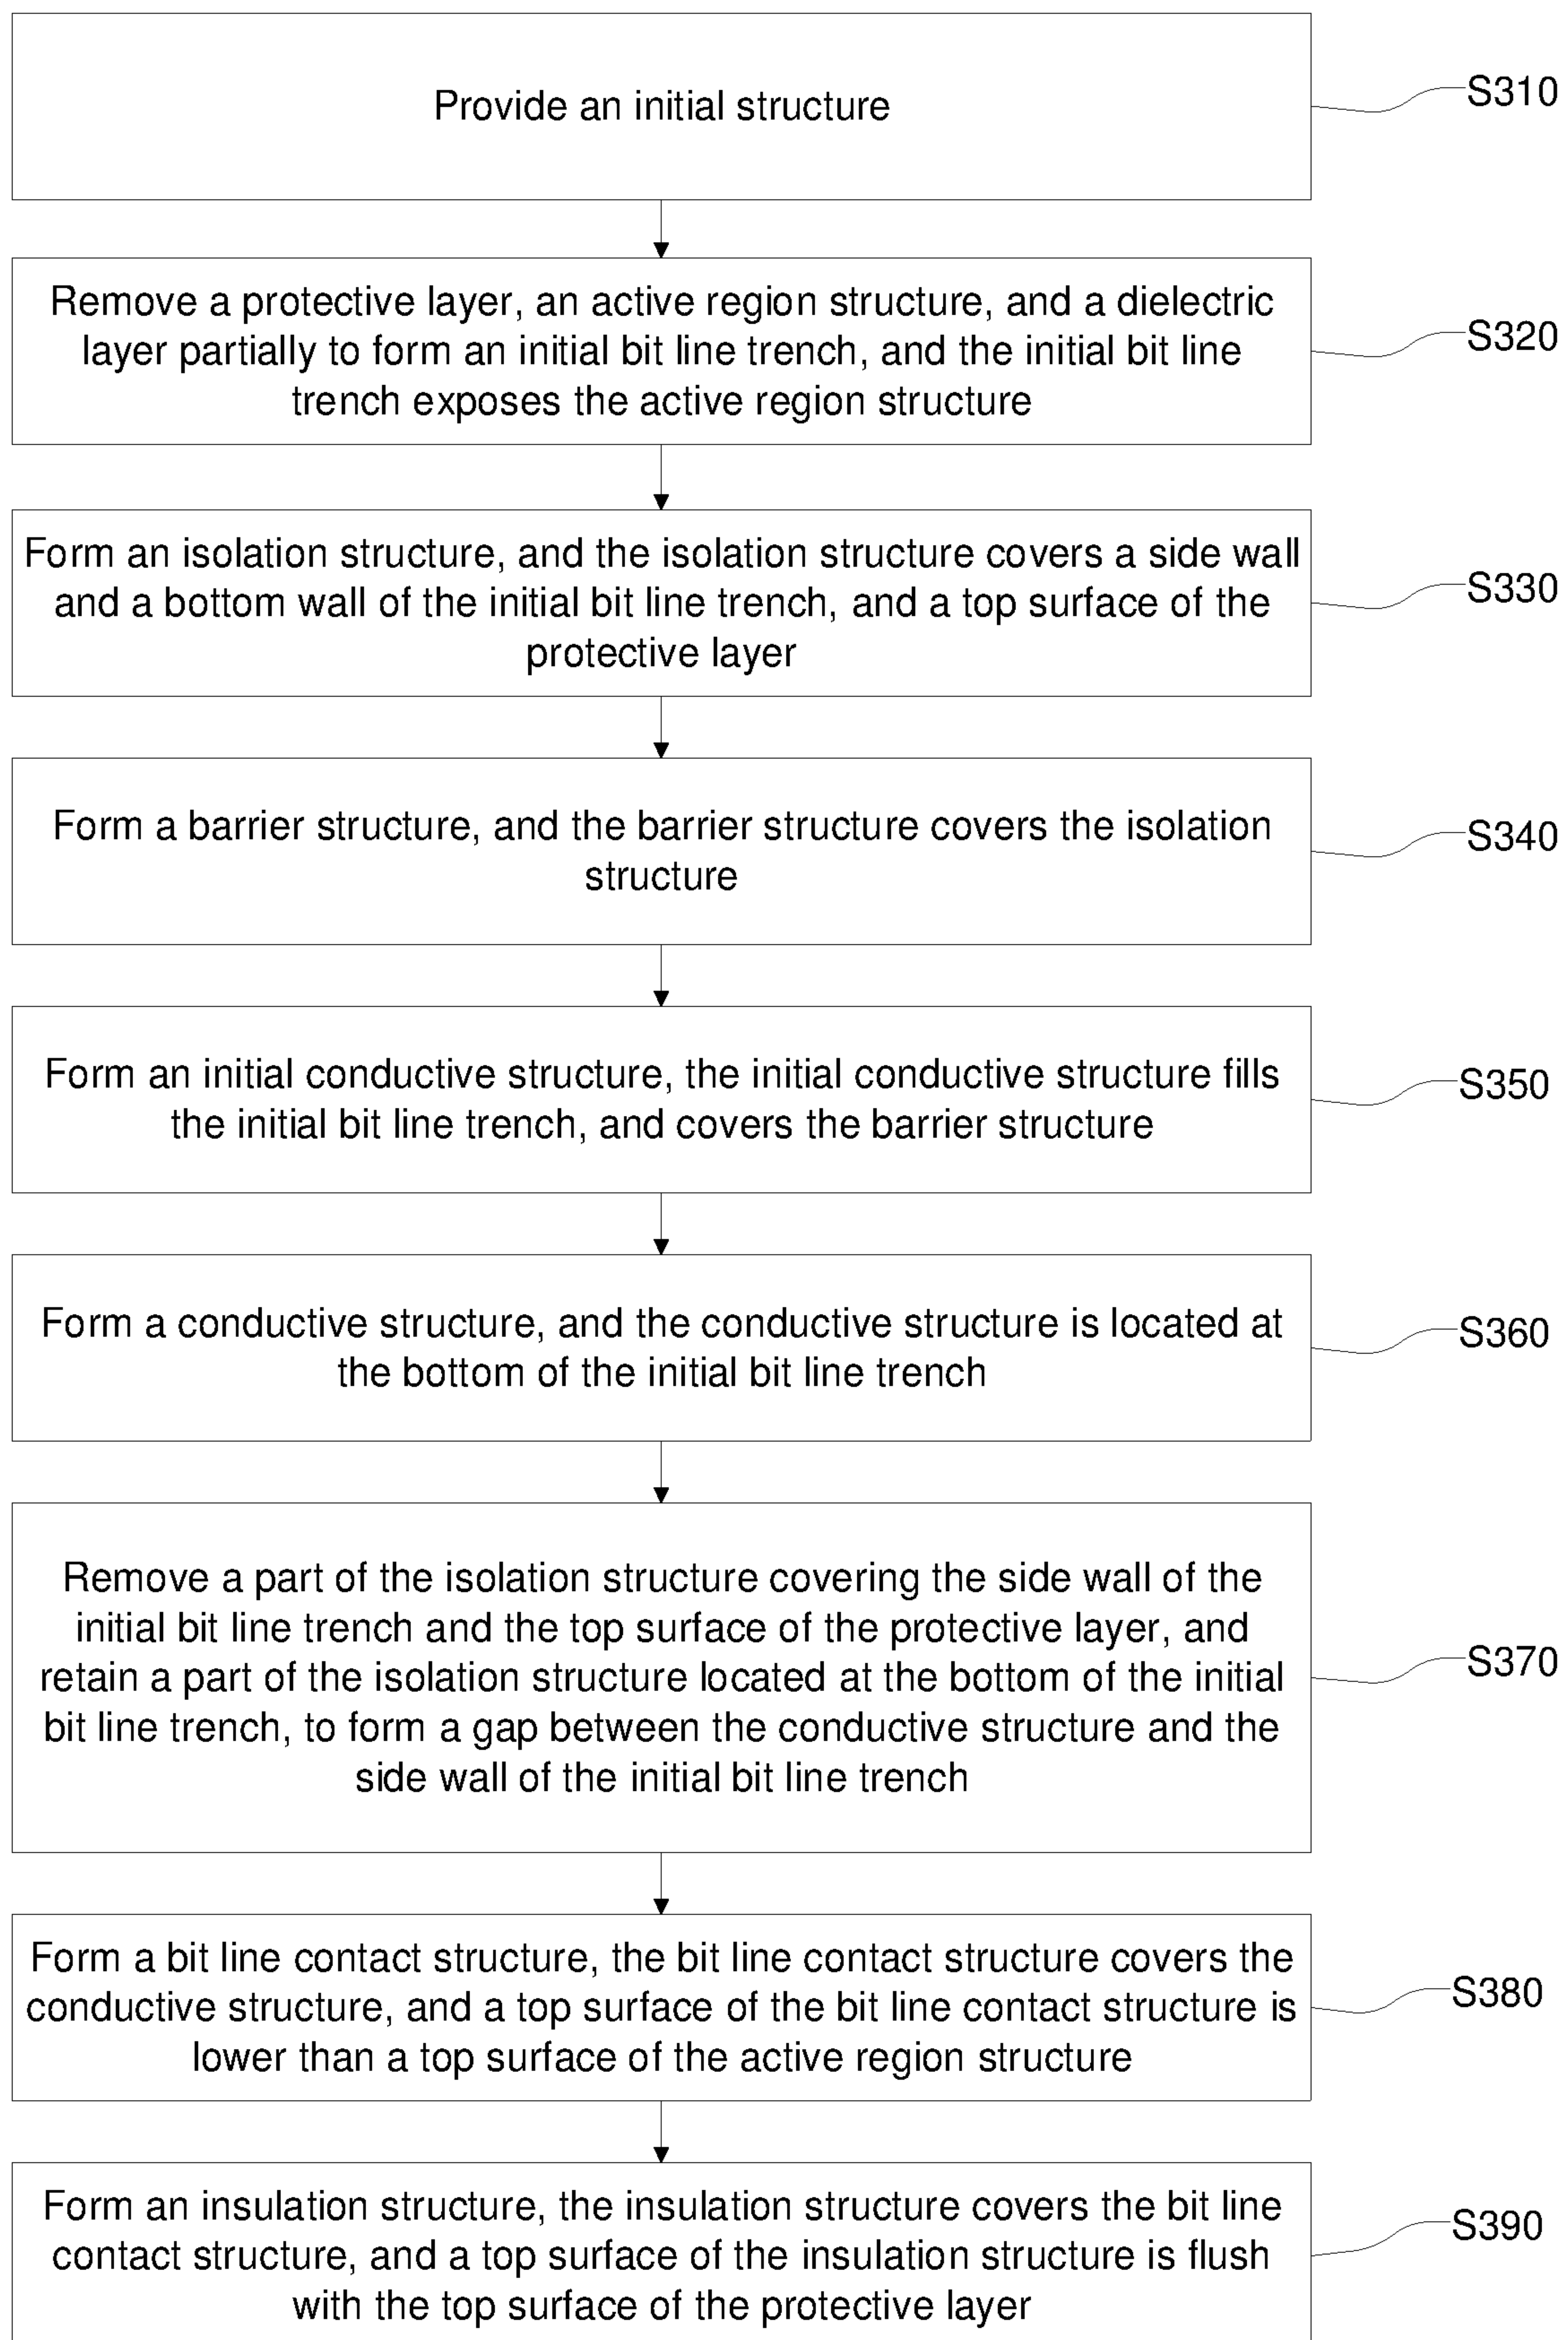 Provide an initial structure
S310
Remove a protective layer, an active region structure, and a dielectric
layer partially to form an initial bit line trench, and the initial bit line
trench exposes the active region structure
S320
Form an isolation structure, and the isolation structure covers a side wall
and a bottom wall of the initial bit line trench, and a top surface of the
protective layer
S330
Form a barrier structure, and the barrier structure covers the isolation
structure
S340
Form an initial conductive structure, the initial conductive structure fills
the initial bit line trench, and covers the barrier structure
S350
Form a conductive structure, and the conductive structure is located at
the bottom of the initial bit line trench
S360
Remove a part of the isolation structure covering the side wall of the
initial bit line trench and the top surface of the protective layer, and
retain a part of the isolation structure located at the bottom of the initial
bit line trench, to form a gap between the conductive structure and the
side wall of the initial bit line trench
S370
Form a bit line contact structure, the bit line contact structure covers the
conductive structure, and a top surface of the bit line contact structure is
lower than a top surface of the active region structure
S380
Form an insulation structure, the insulation structure covers the bit line
contact structure, and a top surface of the insulation structure is flush
with the top surface of the protective layer
S390